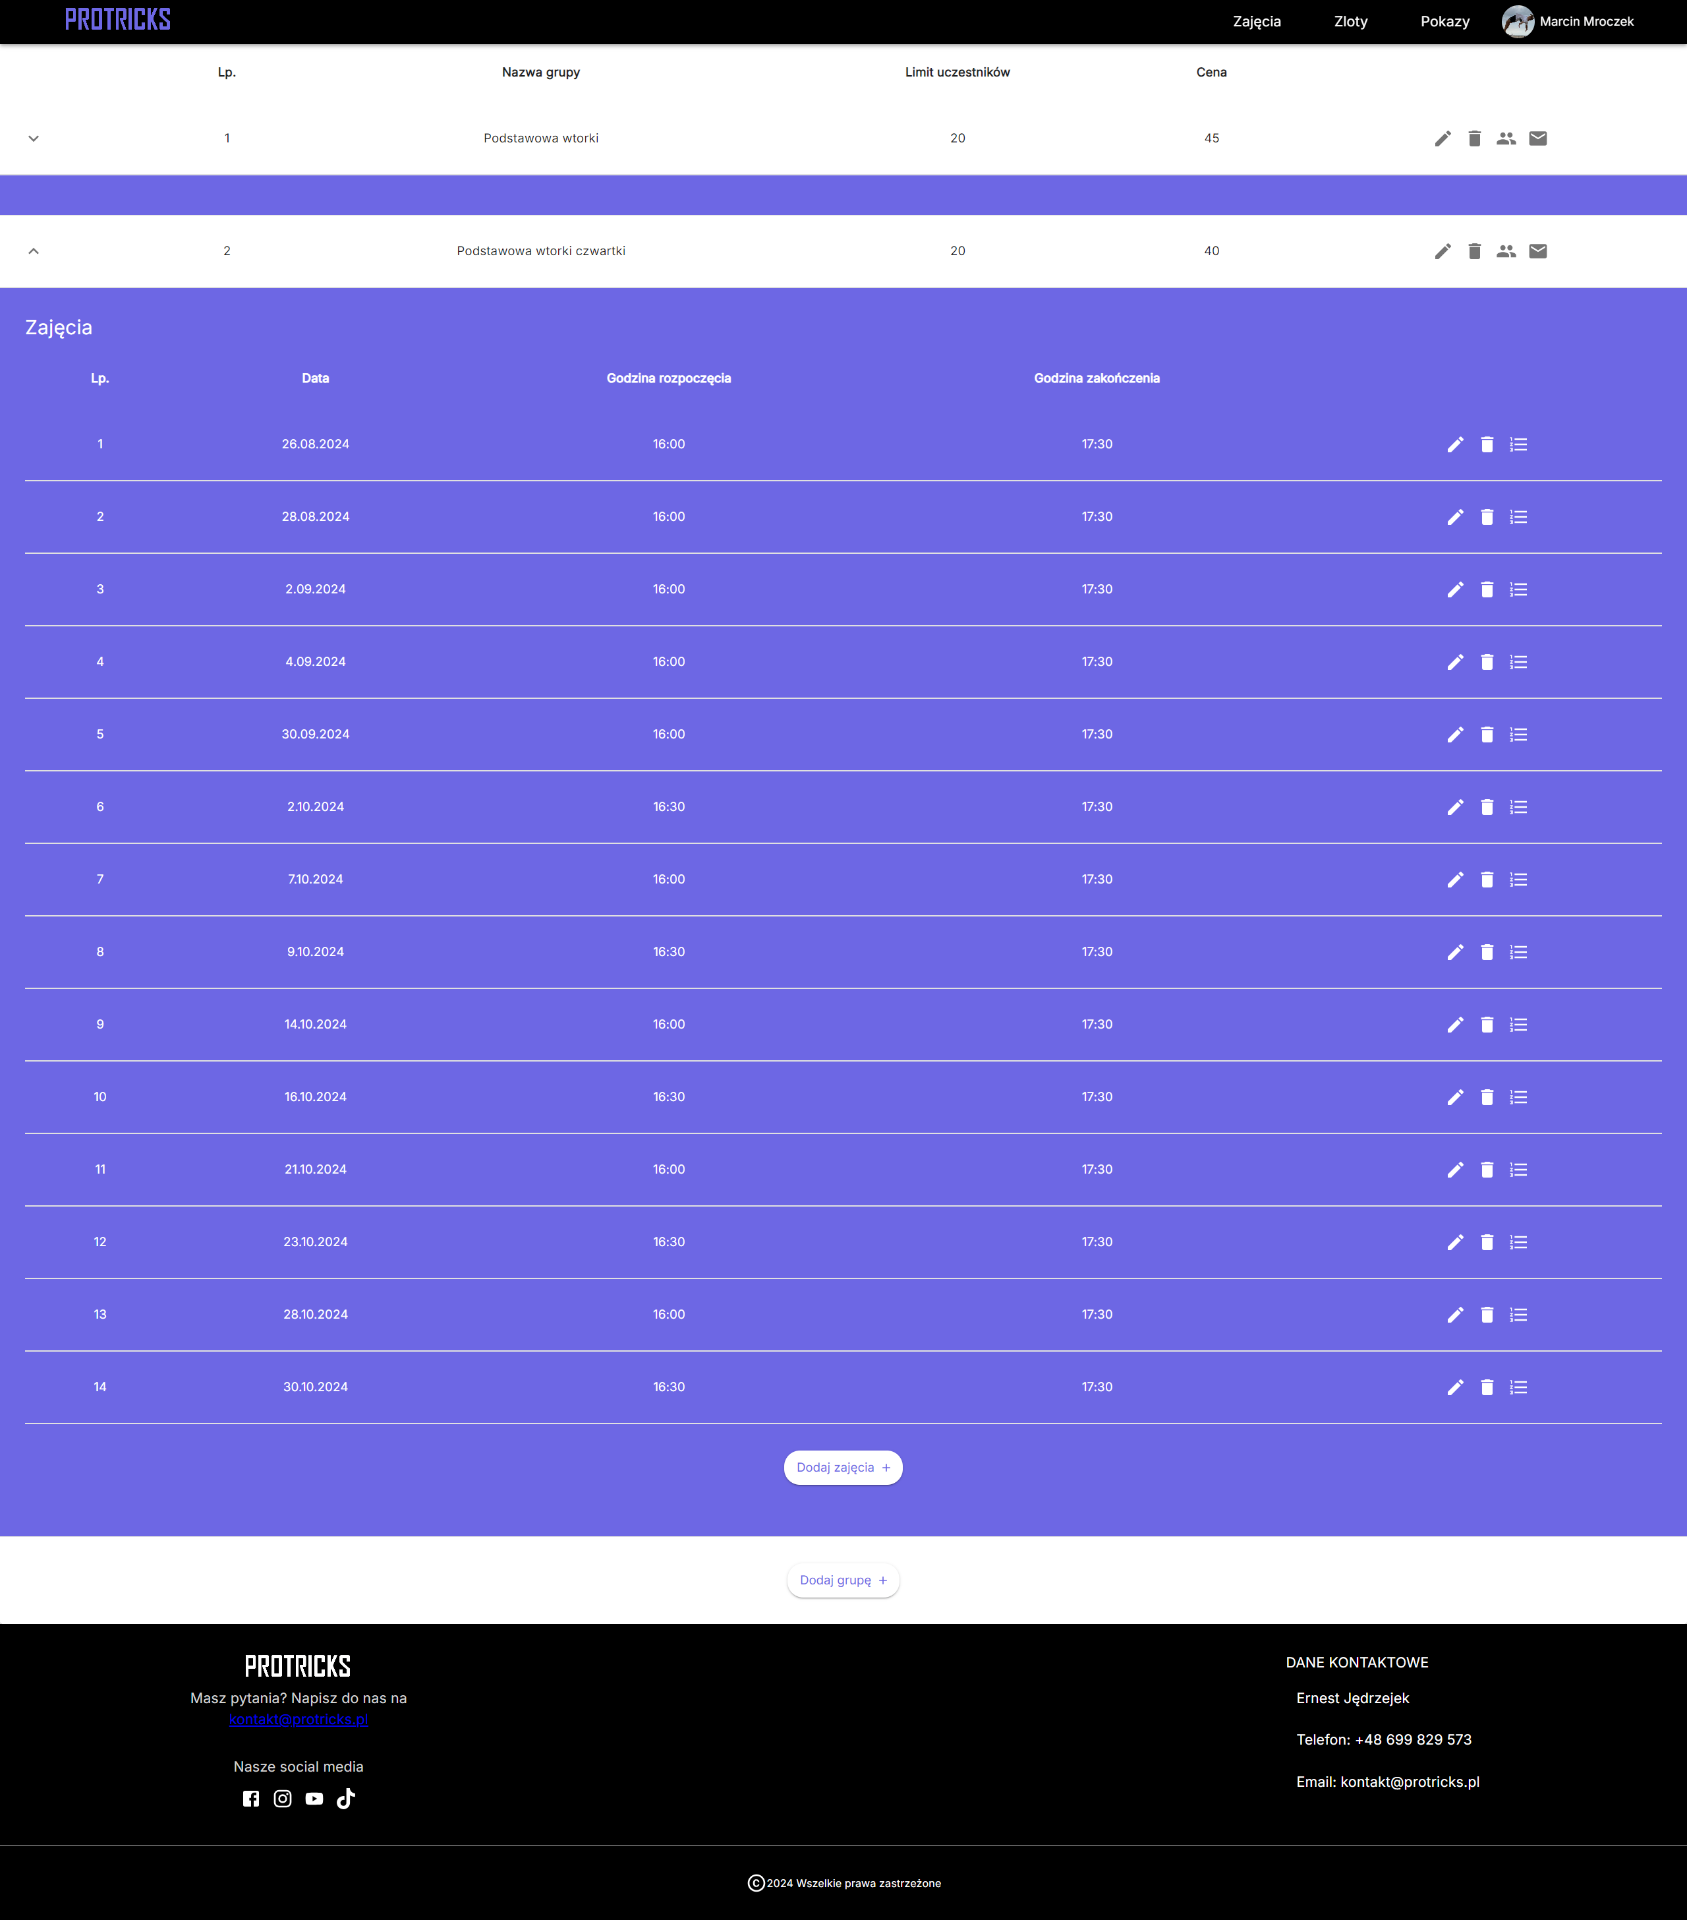 PROTRICKS Zajęcia Zloty Pokazy Marcin Mroczek
Lp. Nazwa grupy Limit uczestników Cena
1 Podstawowa wtorki 20 45
2 Podstawowa wtorki czwartki 20 40
Zajęcia
Lp. Data Godzina rozpoczęcia Godzina zakończenia
1 26.08.2024 16:00 17:30
2 28.08.2024 16:00 17:30
3 2.09.2024 16:00 17:30
4 4.09.2024 16:00 17:30
5 30.09.2024 16:00 17:30
6 2.10.2024 16:30 17:30
7 7.10.2024 16:00 17:30
8 9.10.2024 16:30 17:30
9 14.10.2024 16:00 17:30
10 16.10.2024 16:30 17:30
11 21.10.2024 16:00 17:30
12 23.10.2024 16:30 17:30
13 28.10.2024 16:00 17:30
14 30.10.2024 16:30 17:30
Dodaj zajęcia +
Dodaj grupę +
PROTRICKS
Masz pytania? Napisz do nas na
kontakt@protricks.pl
Nasze social media
DANE KONTAKTOWE
Ernest Jędrzejek
Telefon: +48 699 829 573
Email: kontakt@protricks.pl
© 2024 Wszelkie prawa zastrzeżone